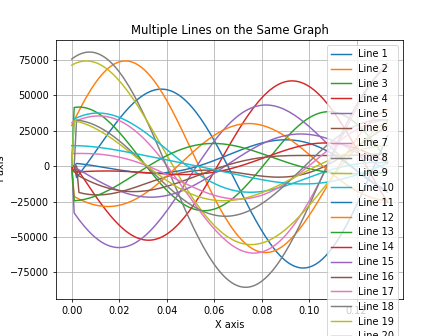 Multiple Lines on the Same Graph
75000
50000
25000
0
−25000
−50000
−75000
0.00
0.02
0.04
0.06
0.08
0.10
X axis
Line 1
Line 2
Line 3
Line 4
Line 5
Line 6
Line 7
Line 8
Line 9
Line 10
Line 11
Line 12
Line 13
Line 14
Line 15
Line 16
Line 17
Line 18
Line 19
Line 20